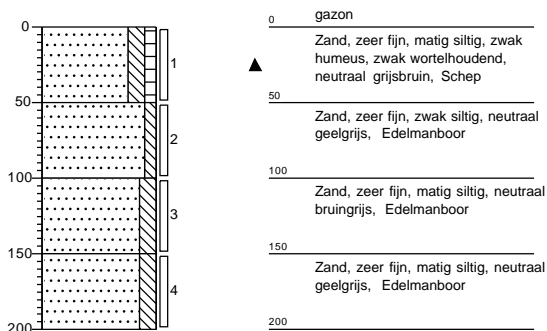 0
50
100
150
200
1
2
3
4
0
gazon
Zand, zeer fijn, matig siltig, zwak
humeus, zwak wortelhoudend,
neutraal grijsbruin, Schep
50
Zand, zeer fijn, zwak siltig, neutraal
geelgrijs, Edelmanboor
100
Zand, zeer fijn, matig siltig, neutraal
bruingrijs, Edelmanboor
150
Zand, zeer fijn, matig siltig, neutraal
geelgrijs, Edelmanboor
200